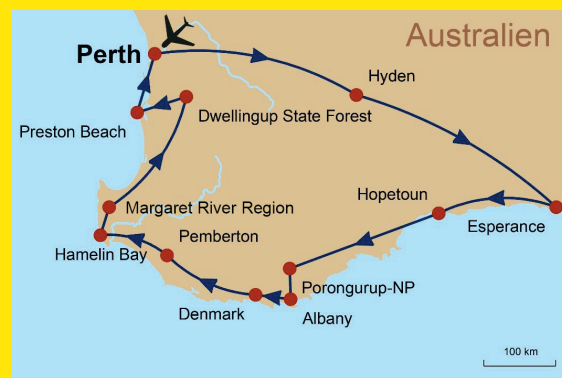 Australien
Perth
Hyden
Dwellingup State Forest
Preston Beach
Hopetoun
Margaret River Region
Esperance
Pemberton
Hamelin Bay
Porongurup-NP
Denmark
Albany
100 km